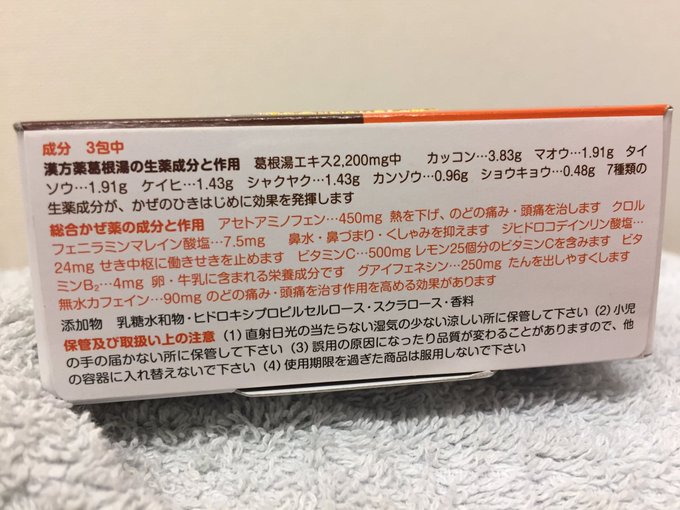 成分 3包中
漢方薬葛根湯の生薬成分と作用 葛根湯エキス2,200mg中 カッコン…3.83g マオウ…1.91g タイ
ソウ…1.91g ケイヒ…1.43g シャクヤク…1.43g カンゾウ…0.96g ショウキョウ…0.48g 7種類の
生薬成分が、かぜのひきはじめに効果を発揮します
総合かぜ薬の成分と作用 アセトアミノフェン…450mg 熱を下げ、のどの痛み・頭痛を治します クロル
フェニラミンマレイン酸塩…7.5mg 鼻水・鼻づまり・くしゃみを抑えます ジヒドロコデインリン酸塩…
24mg せき中枢に働きせきを止めます ビタミンC…500mg レモン25個分のビタミンCを含みます ビタ
ミンB₂…4mg 卵・牛乳に含まれる栄養成分です グアイフェネシン…250mg たんを出しやすくします
無水カフェイン…90mg のどの痛み・頭痛を治す作用を高める効果があります
添加物 乳糖水和物・ヒドロキシプロピルセルロース・スクラロース・香料
保管及び取扱い上の注意 (1) 直射日光の当たらない湿気の少ない涼しい所に保管して下さい (2) 小児
の手の届かない所に保管して下さい (3) 誤用の原因になったり品質が変わることがありますので、他
の容器に入れ替えないで下さい (4) 使用期限を過ぎた商品は服用しないで下さい